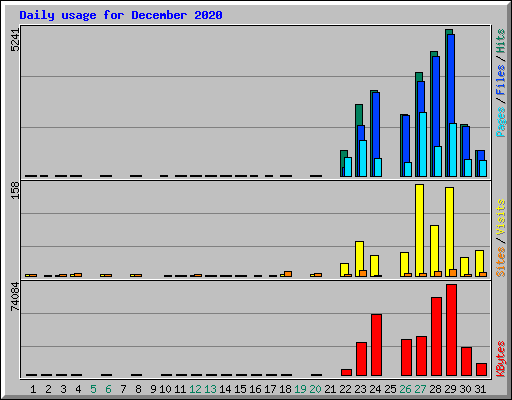 Daily usage for December 2020
5241
Pages / Files / Hits
158
Sites / Visits
74084
KBytes
1 2 3 4 5 6 7 8 9 10 11 12 13 14 15 16 17 18 19 20 21 22 23 24 25 26 27 28 29 30 31